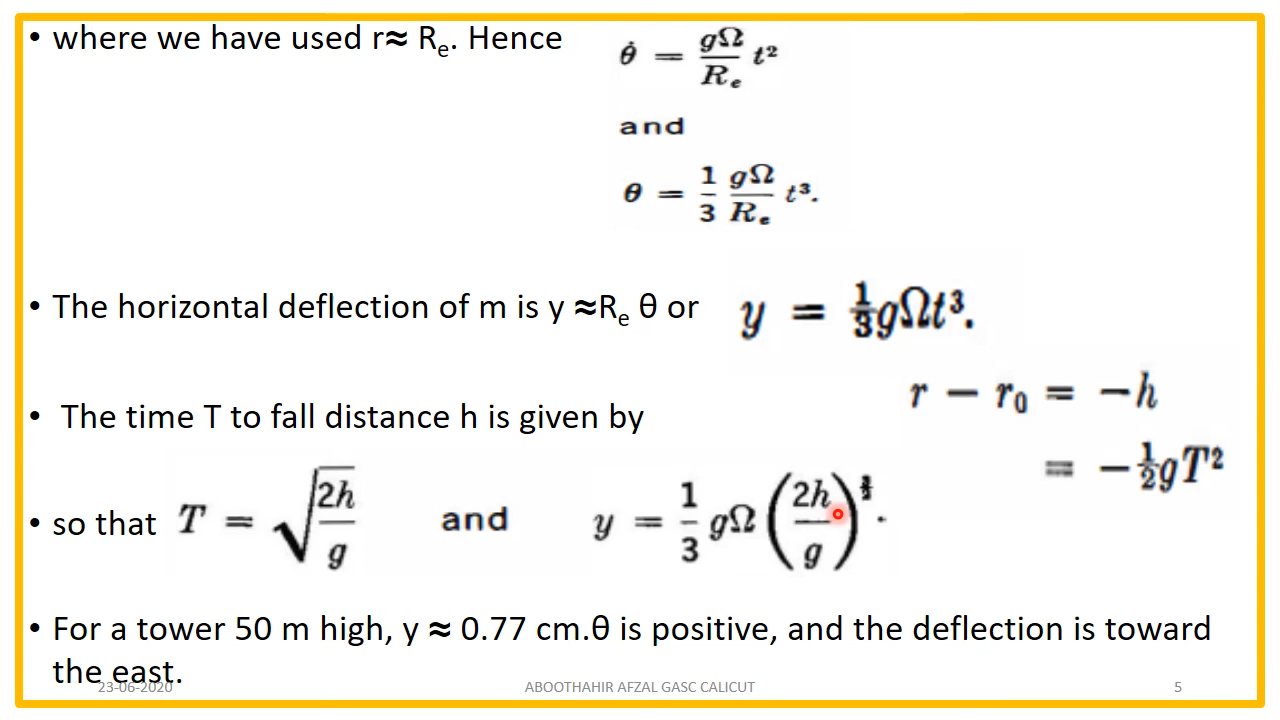 • where we have used r≈ Rₑ. Hence θ̇ = gΩ/Rₑ t²
and
θ = 1/3 gΩ/Rₑ t³.
• The horizontal deflection of m is y ≈Rₑ θ or y = ⅓gΩt³.
r − r₀ = −h
• The time T to fall distance h is given by
= −½gT²
• so that T = √(2h/g) and y = 1/3 gΩ (2h/g)^(3/2).
• For a tower 50 m high, y ≈ 0.77 cm.θ is positive, and the deflection is toward
the east.
23-06-2020 ABOOTHAHIR AFZAL GASC CALICUT 5